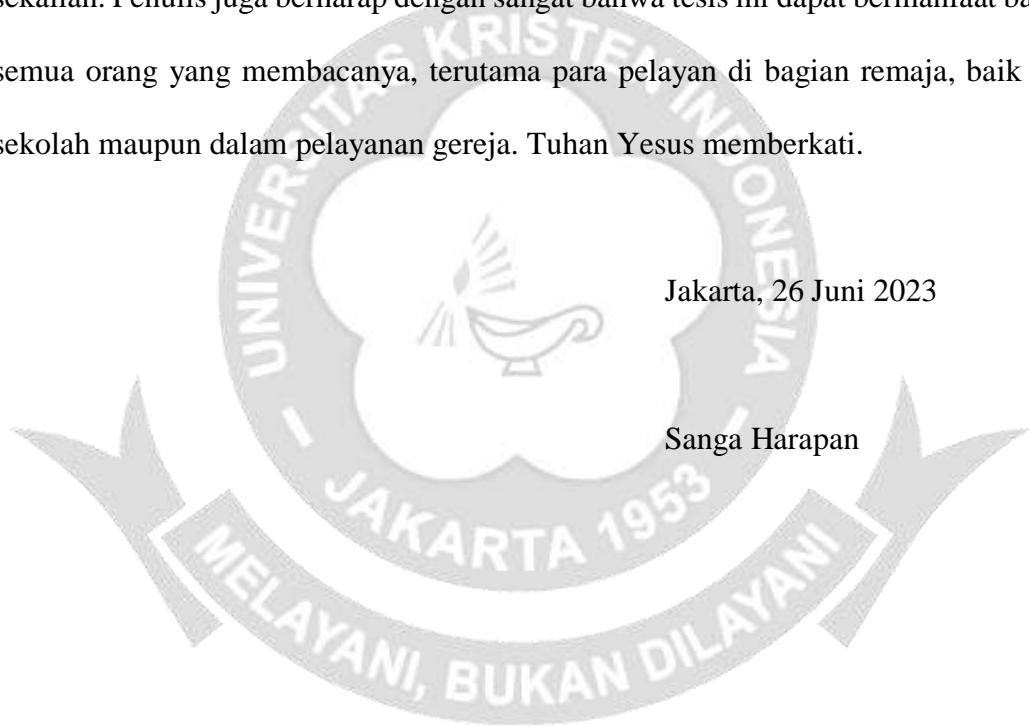 sekalian. Penulis juga berharap dengan sangat bahwa tesis ini dapat bermanfaat
semua orang yang membacanya, terutama para pelayan di bagian remaja, baik
sekolah maupun dalam pelayanan gereja. Tuhan Yesus memberkati.
Jakarta, 26 Juni 2023
Sanga Harapan
UNIVERSITAS KRISTEN INDONESIA
- JAKARTA 1953 -
MELAYANI, BUKAN DILAYANI